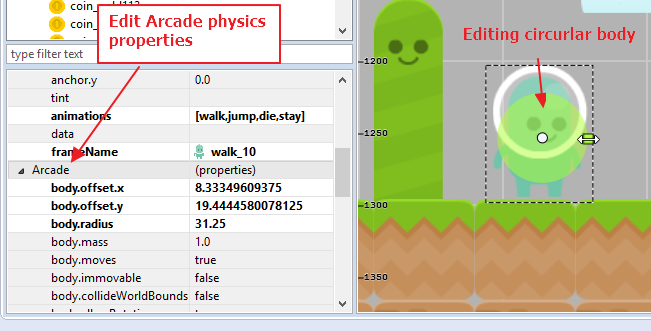 coin_
coin_
Edit Arcade physics
properties
type filter text
anchor.y 0.0
tint
animations [walk,jump,die,stay]
data
frameName walk_10
Arcade (properties)
body.offset.x 8.33349609375
body.offset.y 19.4444580078125
body.radius 31.25
body.mass 1.0
body.moves true
body.immovable false
body.collideWorldBounds false
Editing circurlar body
-1200
-1250
-1300
-1350